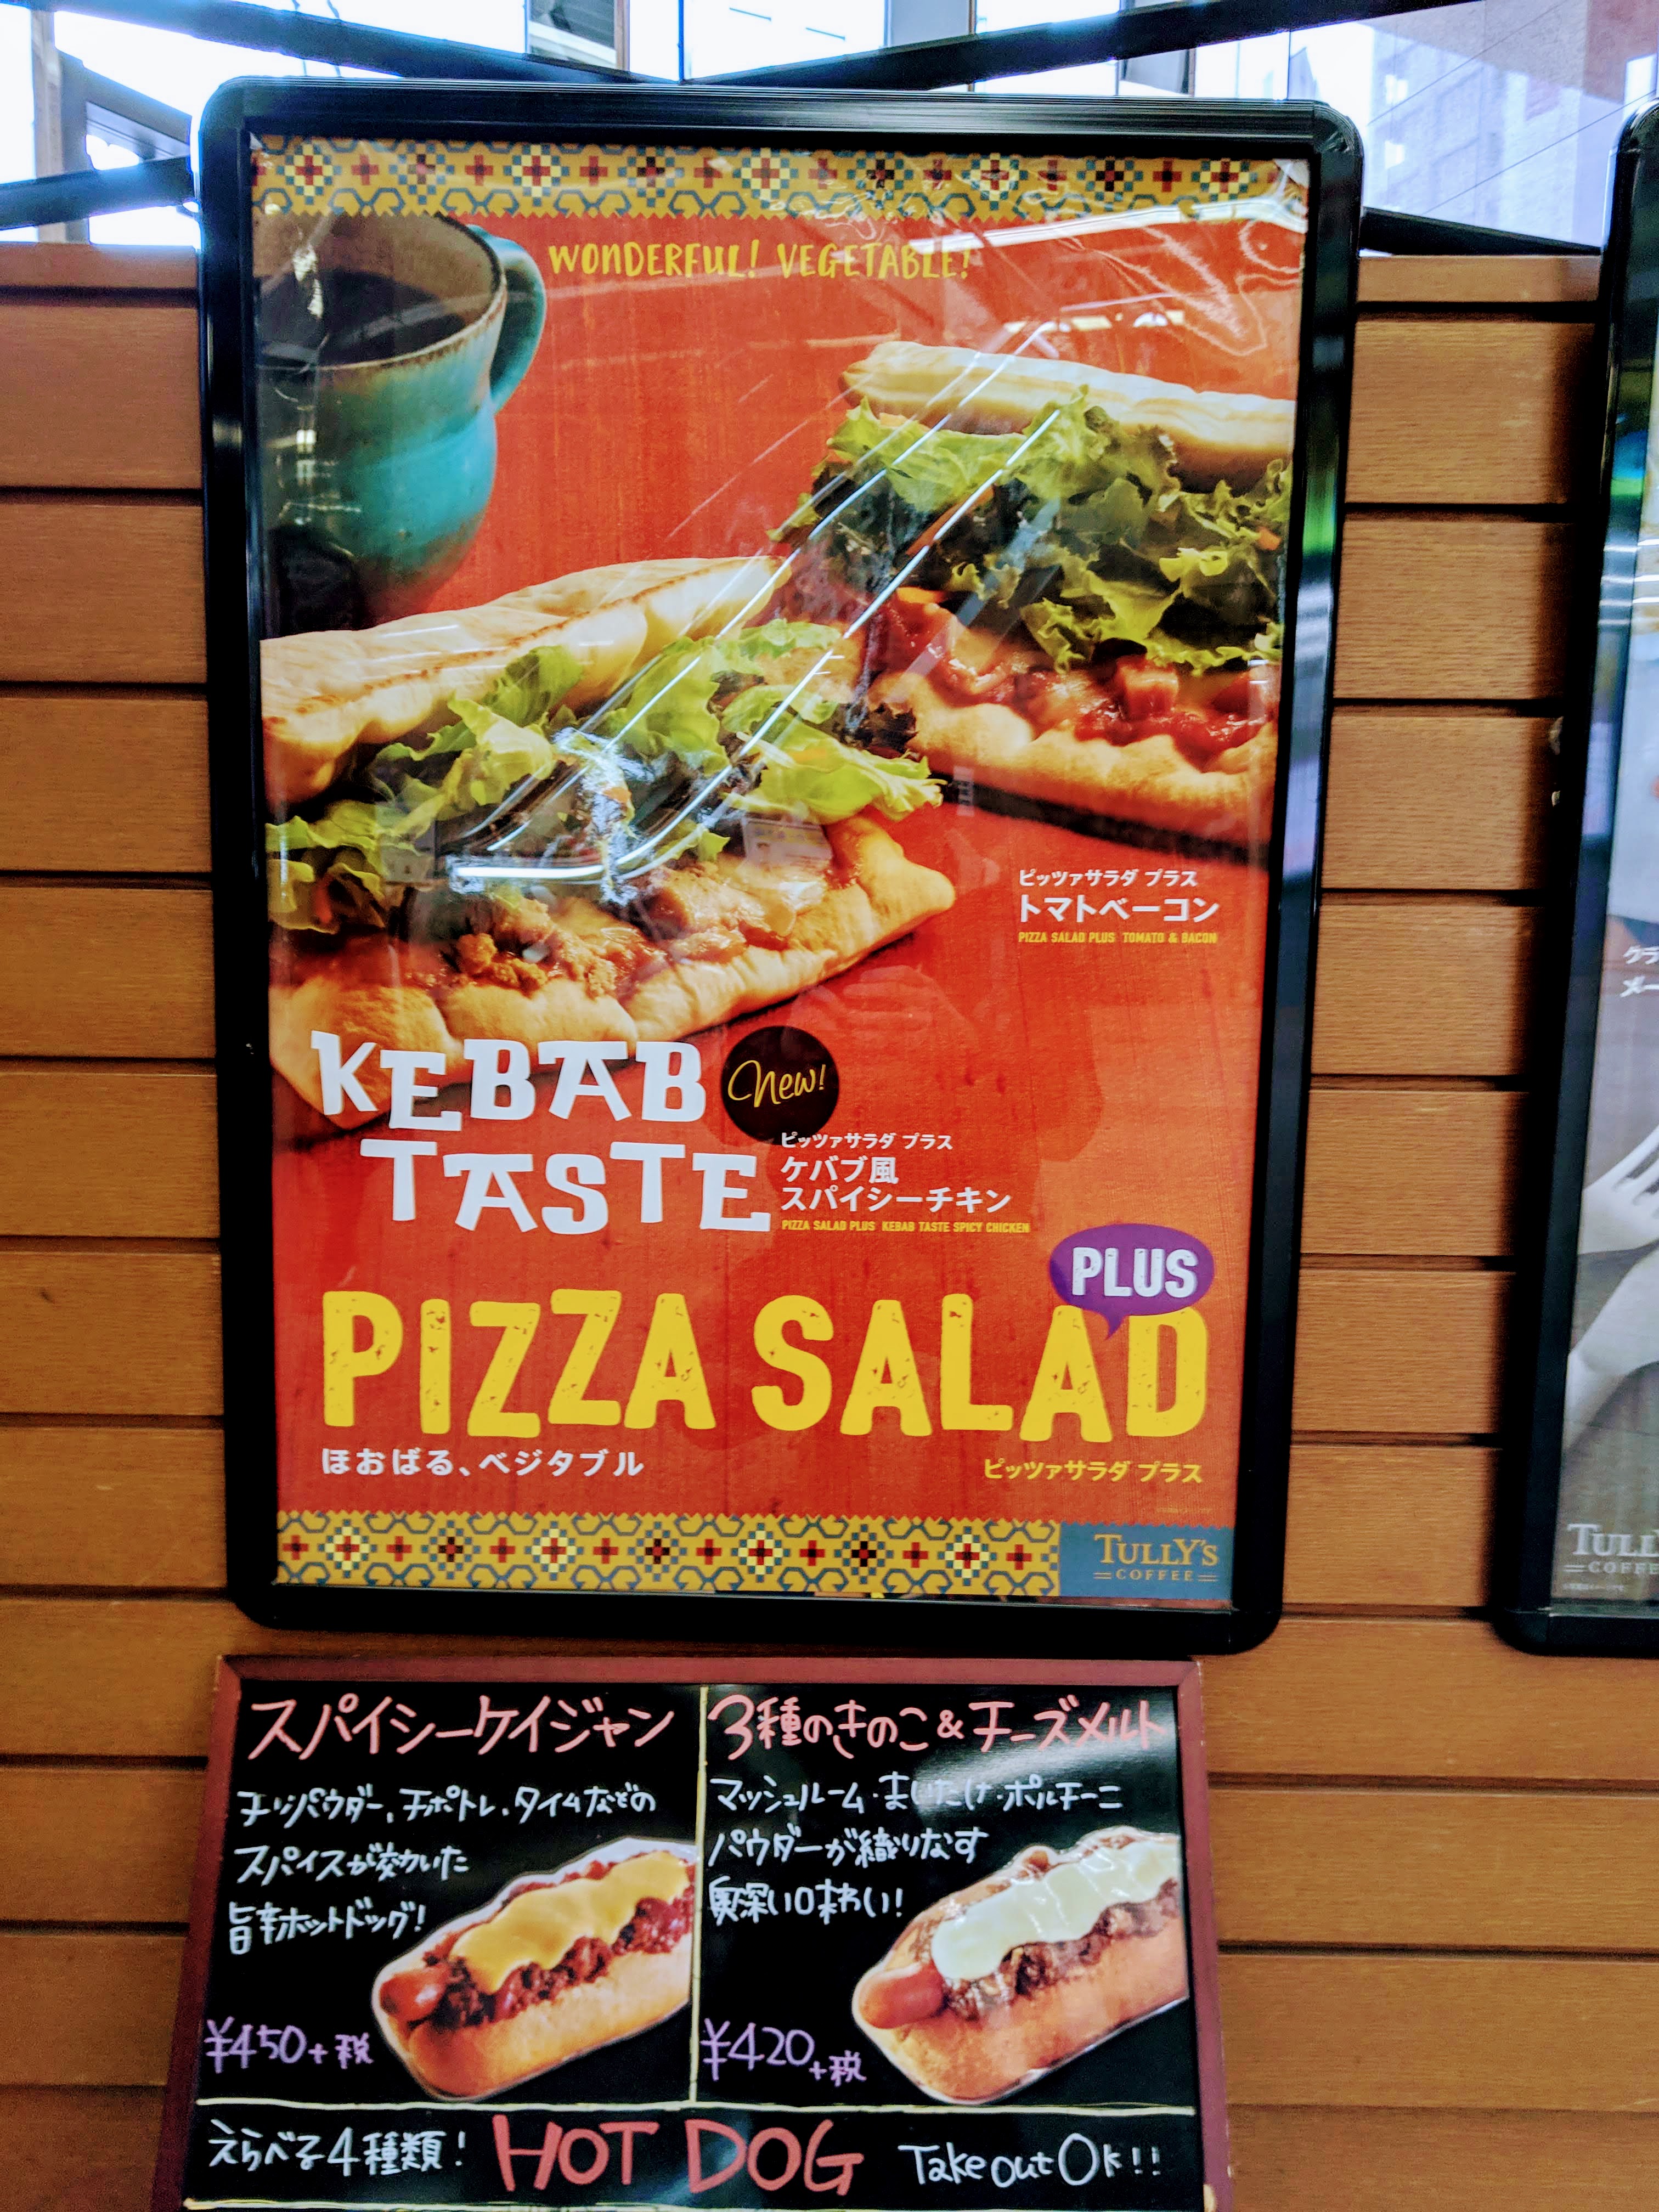 WONDERFUL! VEGETABLE!
ピッツァサラダ プラス
トマトベーコン
PIZZA SALAD PLUS TOMATO & BACON
KEBAB
TASTE
New!
ピッツァサラダ プラス
ケバブ風
スパイシーチキン
PIZZA SALAD PLUS KEBAB TASTE SPICY CHICKEN
PLUS
PIZZA SALAD
ほおばる、ベジタブル
ピッツァサラダ プラス
TULLY'S
COFFEE
クラ
メー
TULLY
COFFE
スパイシーケイジャン
チリパウダー、チポトレ、タイムなどの
スパイスが効いた
旨辛ホットドッグ!
¥450+税
3種のきのこ&チーズメルト
マッシュルーム・まいたけ・ポルチーニ
パウダーが織りなす
奥深い味わい!
¥420+税
えらべる4種類!
HOT DOG
Take out Ok!!